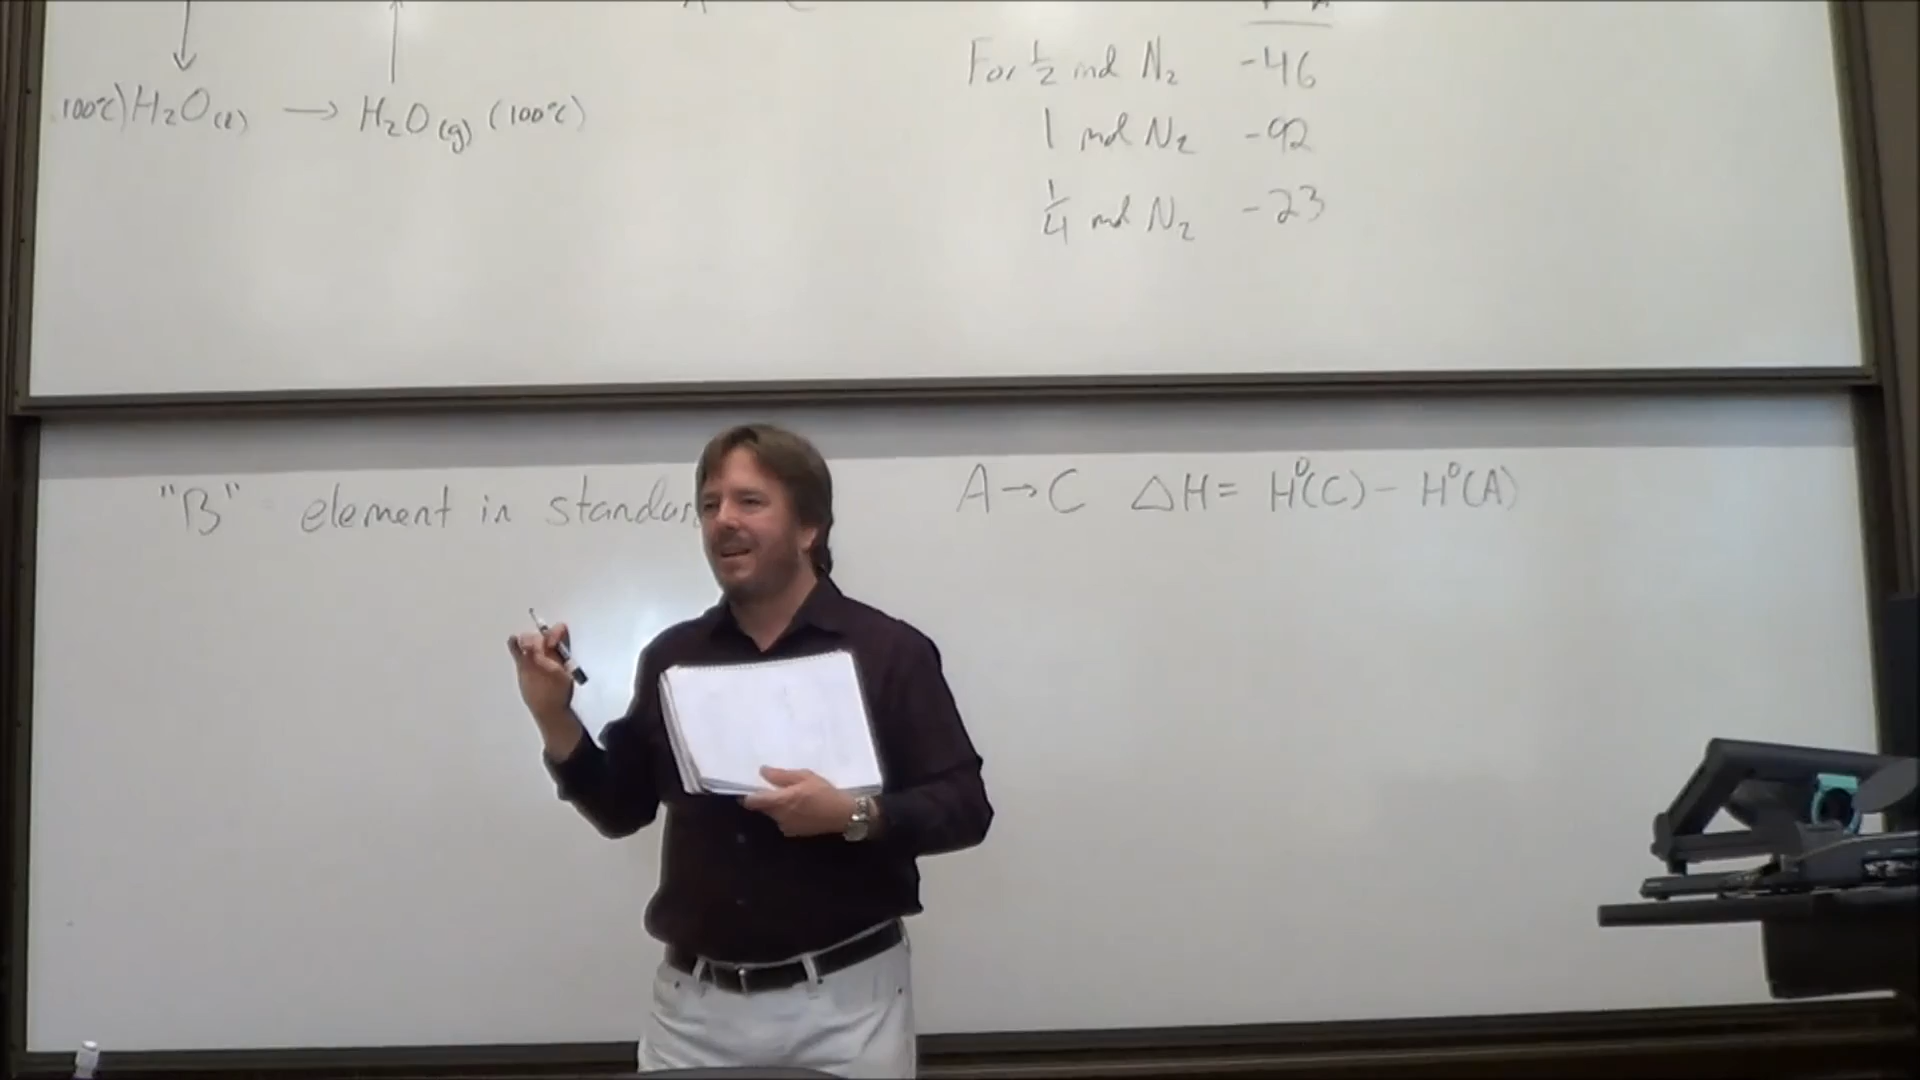 For 1/2 mol N₂ -46
100°C) H₂O(l) → H₂O(g) (100°C)
1 mol N₂ -92
1/4 mol N₂ -23
"B" element in standar
A → C ΔH = H°(C) - H°(A)